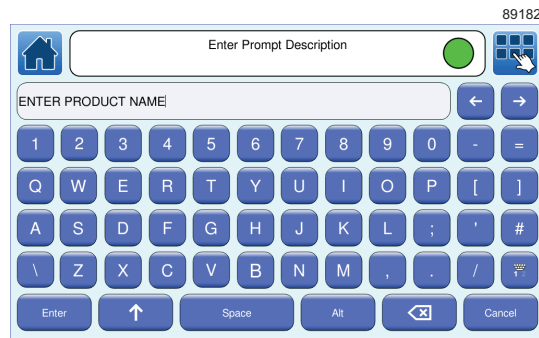 89182
Enter Prompt Description
ENTER PRODUCT NAME
1 2 3 4 5 6 7 8 9 0 - =
Q W E R T Y U I O P [ ]
A S D F G H J K L ; ' #
\ Z X C V B N M , . /
Enter Space Alt Cancel